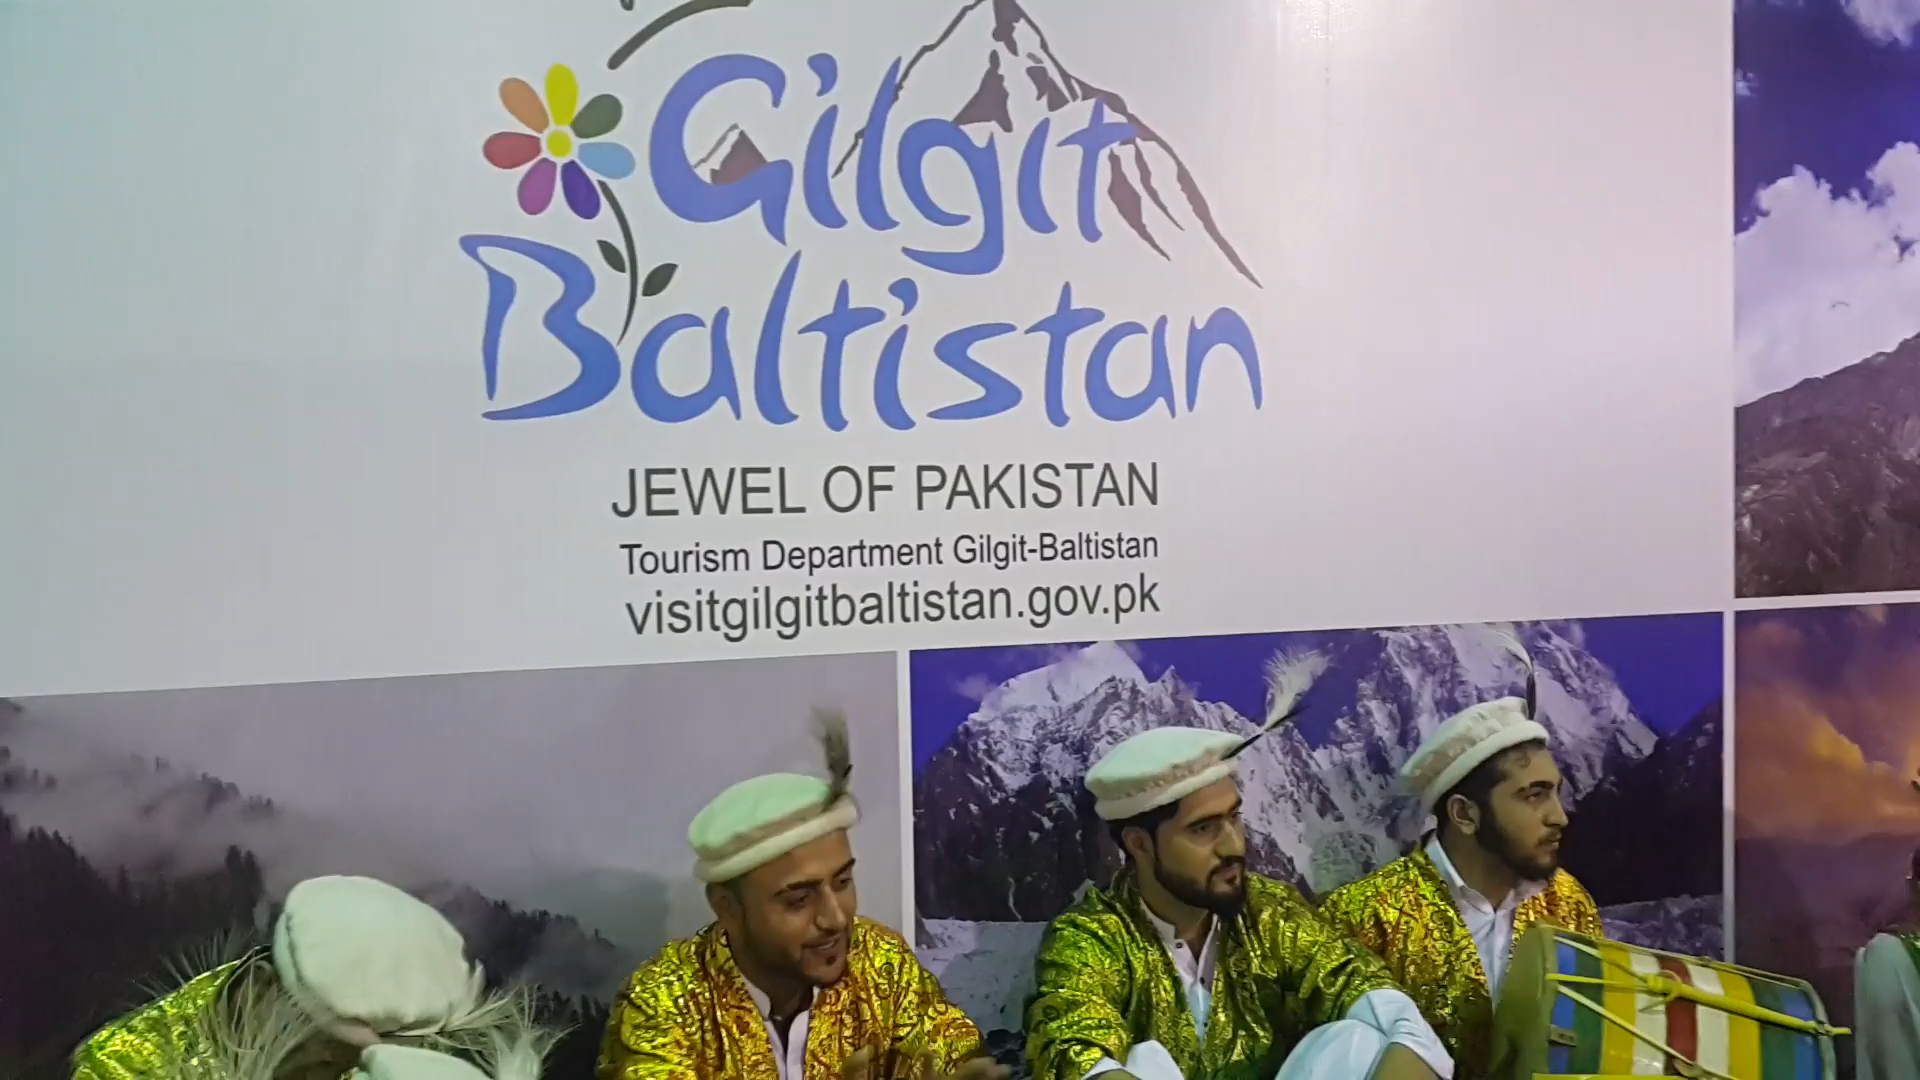 Gilgit
Baltistan
JEWEL OF PAKISTAN
Tourism Department Gilgit-Baltistan
visitgilgitbaltistan.gov.pk